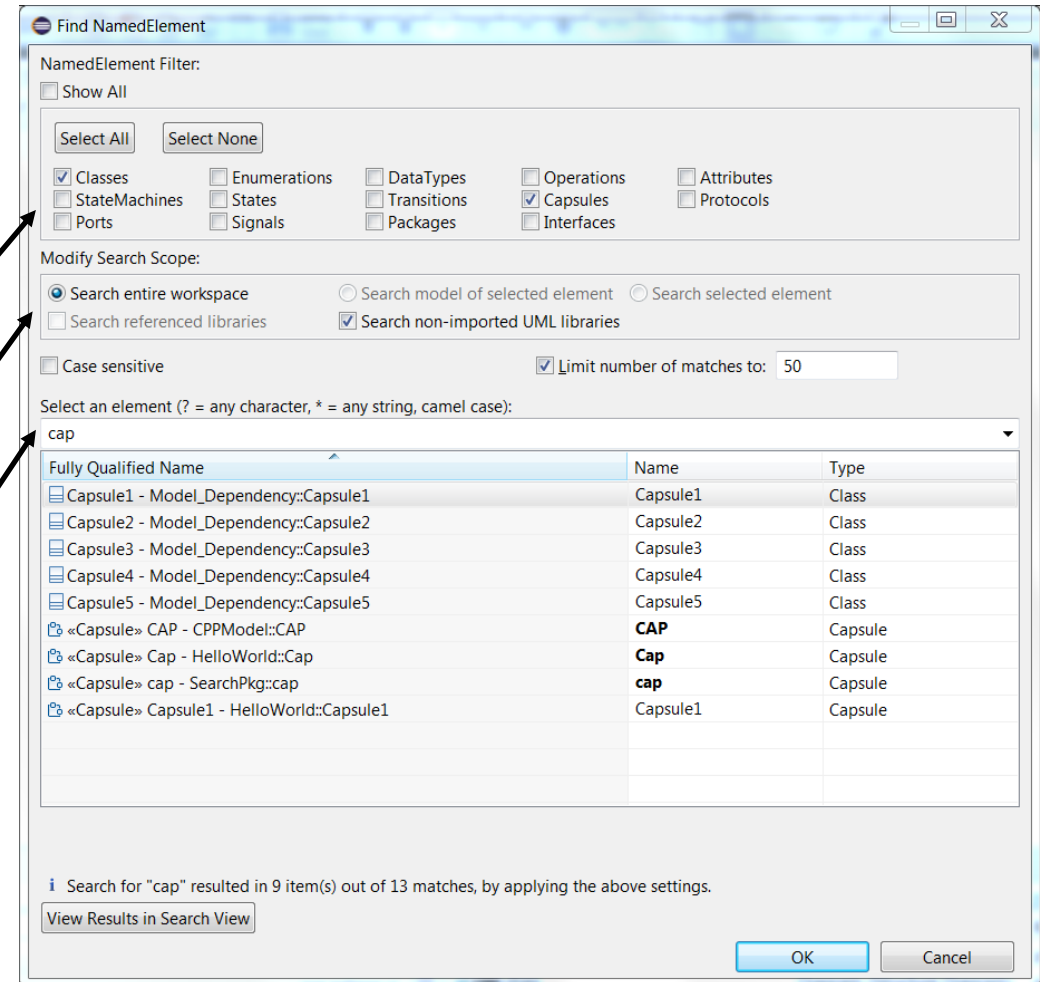 Find NamedElement
NamedElement Filter:
Show All
Select All Select None
Classes Enumerations DataTypes Operations Attributes
StateMachines States Transitions Capsules Protocols
Ports Signals Packages Interfaces
Modify Search Scope:
Search entire workspace Search model of selected element Search selected element
Search referenced libraries Search non-imported UML libraries
Case sensitive Limit number of matches to: 50
Select an element (? = any character, * = any string, camel case):
cap
Fully Qualified Name Name Type
Capsule1 - Model_Dependency::Capsule1 Capsule1 Class
Capsule2 - Model_Dependency::Capsule2 Capsule2 Class
Capsule3 - Model_Dependency::Capsule3 Capsule3 Class
Capsule4 - Model_Dependency::Capsule4 Capsule4 Class
Capsule5 - Model_Dependency::Capsule5 Capsule5 Class
«Capsule» CAP - CPPModel::CAP CAP Capsule
«Capsule» Cap - HelloWorld::Cap Cap Capsule
«Capsule» cap - SearchPkg::cap cap Capsule
«Capsule» Capsule1 - HelloWorld::Capsule1 Capsule1 Capsule
i Search for "cap" resulted in 9 item(s) out of 13 matches, by applying the above settings.
View Results in Search View
OK Cancel